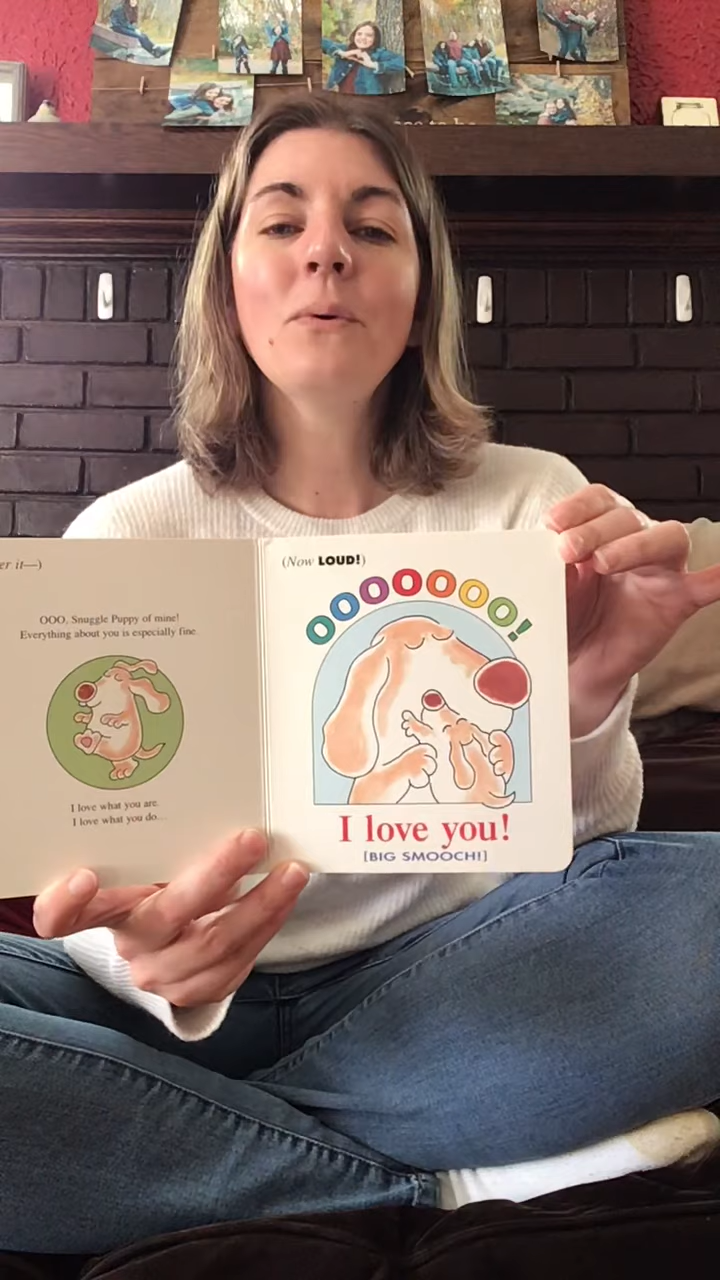 er it—)
OOO, Snuggle Puppy of mine!
Everything about you is especially fine.
I love what you are.
I love what you do...
(Now LOUD!)
OOOOOOO!
I love you!
[BIG SMOOCH!]